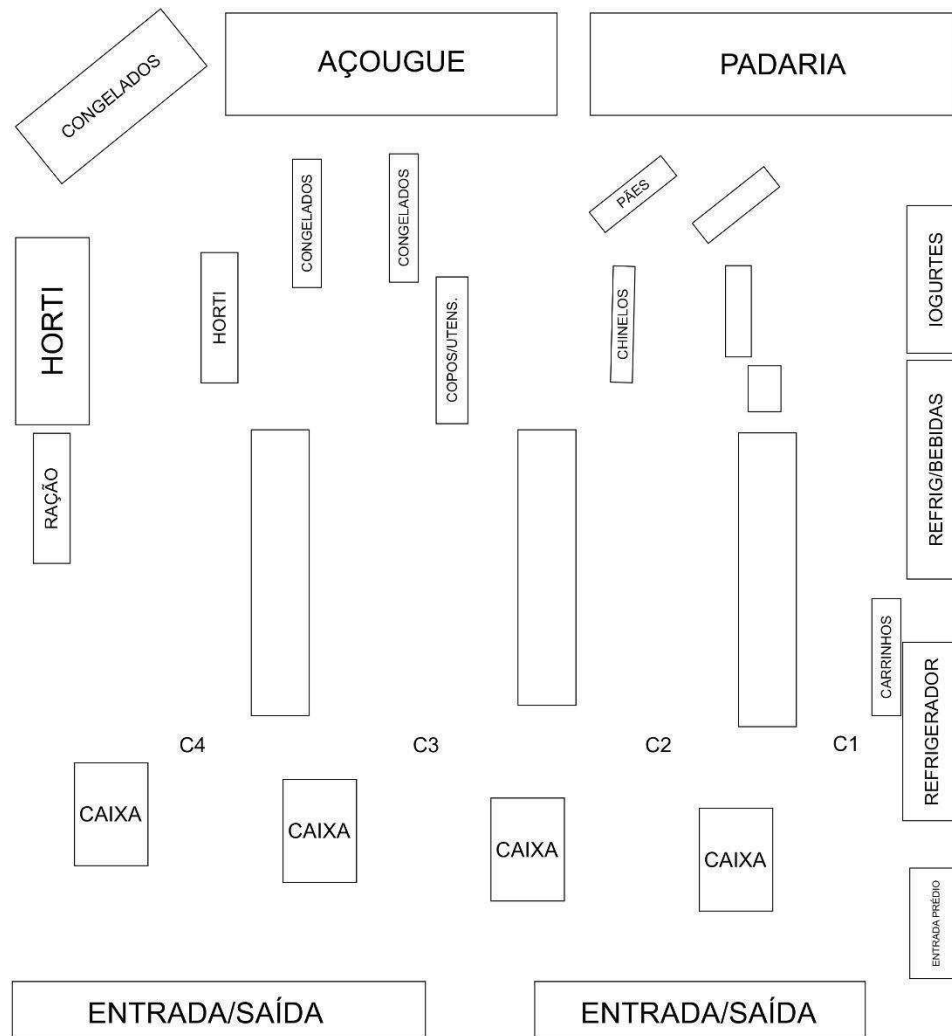 CONGELADOS
AÇOUGUE
PADARIA
CONGELADOS
CONGELADOS
PÃES
HORTI
HORTI
COPOS/UTENS.
CHINELOS
IOGURTES
RAÇÃO
REFRIG/BEBIDAS
CARRINHOS
REFRIGERADOR
C4
C3
C2
C1
CAIXA
CAIXA
CAIXA
CAIXA
ENTRADA PRÉDIO
ENTRADA/SAÍDA
ENTRADA/SAÍDA